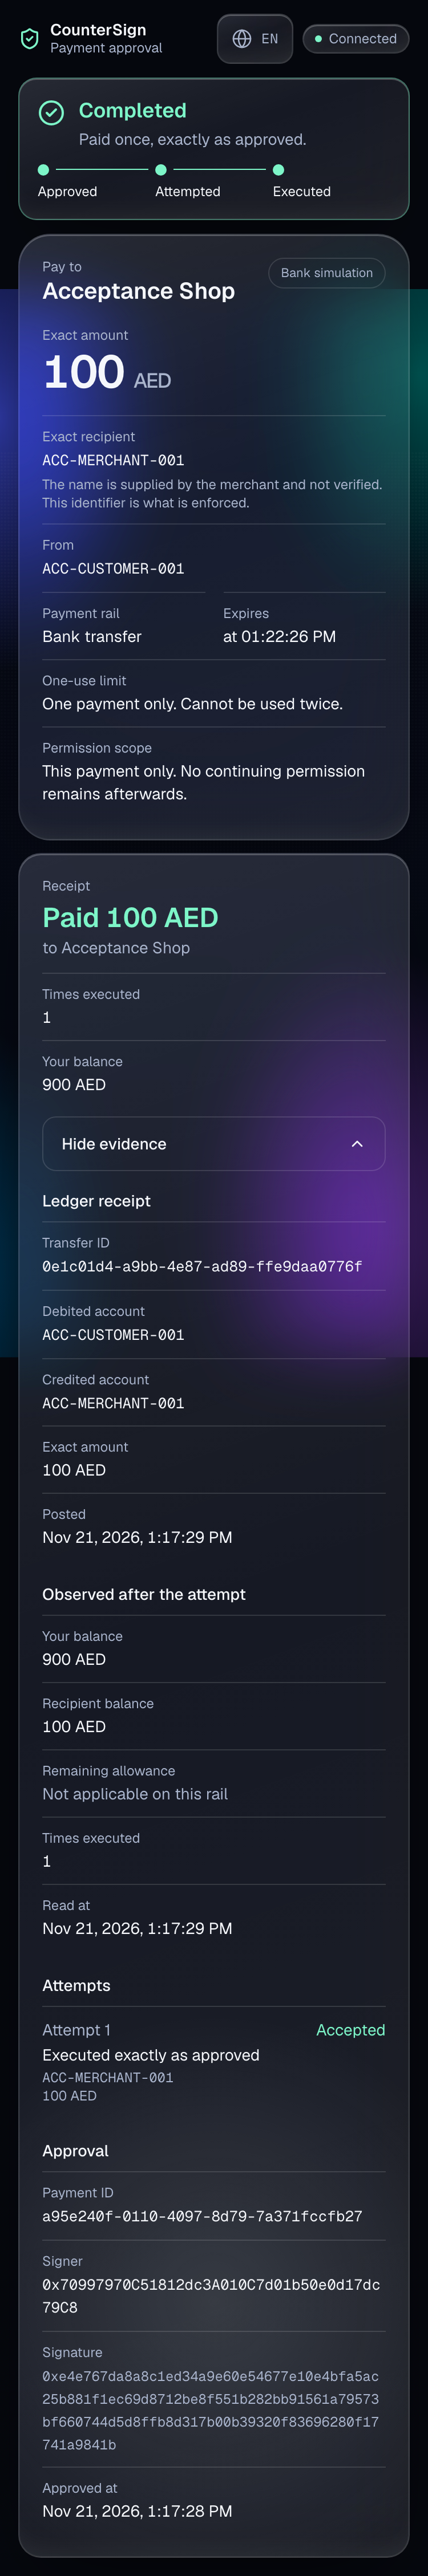 CounterSign
Payment approval
EN
Connected
Completed
Paid once, exactly as approved.
Approved
Attempted
Executed
Pay to
Acceptance Shop
Bank simulation
Exact amount
100 AED
Exact recipient
ACC-MERCHANT-001
The name is supplied by the merchant and not verified.
This identifier is what is enforced.
From
ACC-CUSTOMER-001
Payment rail
Bank transfer
Expires
at 01:22:26 PM
One-use limit
One payment only. Cannot be used twice.
Permission scope
This payment only. No continuing permission
remains afterwards.
Receipt
Paid 100 AED
to Acceptance Shop
Times executed
1
Your balance
900 AED
Hide evidence
Ledger receipt
Transfer ID
0e1c01d4-a9bb-4e87-ad89-ffe9daa0776f
Debited account
ACC-CUSTOMER-001
Credited account
ACC-MERCHANT-001
Exact amount
100 AED
Posted
Nov 21, 2026, 1:17:29 PM
Observed after the attempt
Your balance
900 AED
Recipient balance
100 AED
Remaining allowance
Not applicable on this rail
Times executed
1
Read at
Nov 21, 2026, 1:17:29 PM
Attempts
Attempt 1
Accepted
Executed exactly as approved
ACC-MERCHANT-001
100 AED
Approval
Payment ID
a95e240f-0110-4097-8d79-7a371fccfb27
Signer
0x70997970C51812dc3A010C7d01b50e0d17dc
79C8
Signature
0xe4e767da8a8c1ed34a9e60e54677e10e4bfa5ac
25b881f1ec69d8712be8f551b282bb91561a79573
bf660744d5d8ffb8d317b00b39320f83696280f17
741a9841b
Approved at
Nov 21, 2026, 1:17:28 PM